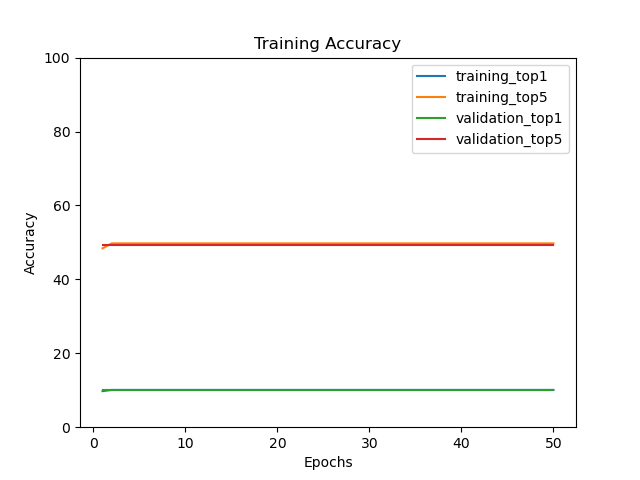 Training Accuracy
100
80
60
40
20
0
Accuracy
training_top1
training_top5
validation_top1
validation_top5
0 10 20 30 40 50
Epochs